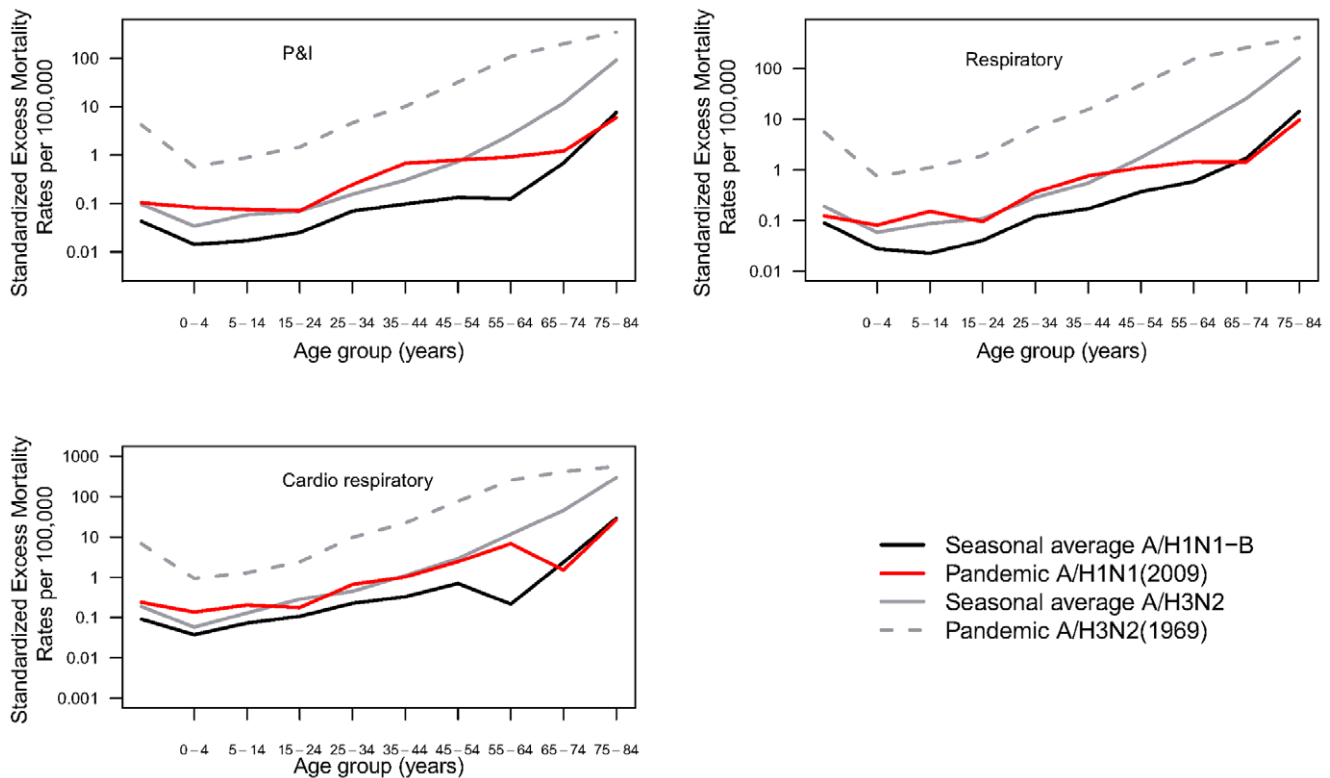 Standardized Excess Mortality
Rates per 100,000
P&I
100
10
1
0.1
0.01
0–4 5–14 15–24 25–34 35–44 45–54 55–64 65–74 75–84
Age group (years)
Standardized Excess Mortality
Rates per 100,000
Respiratory
100
10
1
0.1
0.01
0–4 5–14 15–24 25–34 35–44 45–54 55–64 65–74 75–84
Age group (years)
Standardized Excess Mortality
Rates per 100,000
Cardio respiratory
1000
100
10
1
0.1
0.01
0.001
0–4 5–14 15–24 25–34 35–44 45–54 55–64 65–74 75–84
Age group (years)
Seasonal average A/H1N1−B
Pandemic A/H1N1(2009)
Seasonal average A/H3N2
Pandemic A/H3N2(1969)